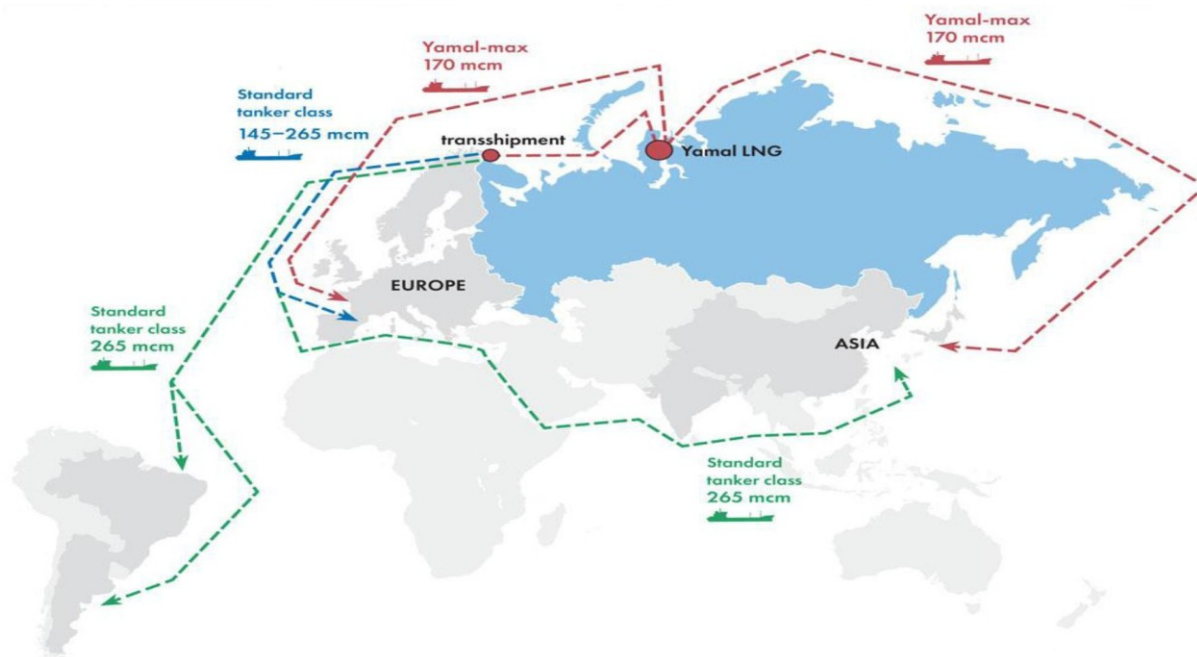 Yamal-max
170 mcm
Yamal-max
170 mcm
Standard
tanker class
145–265 mcm
transshipment
Yamal LNG
EUROPE
Standard
tanker class
265 mcm
ASIA
Standard
tanker class
265 mcm